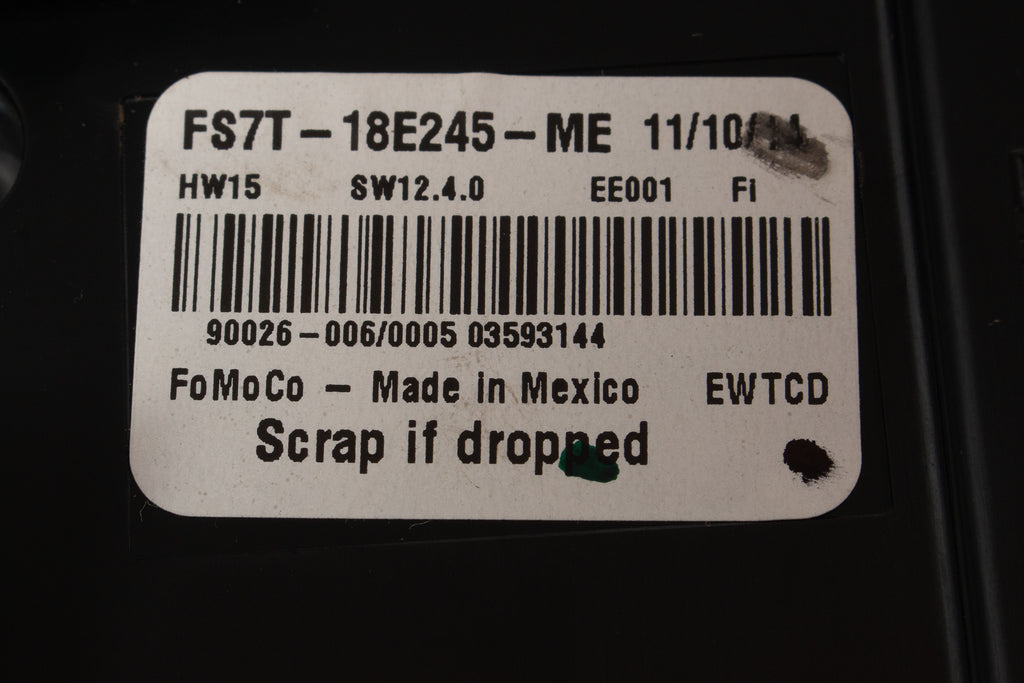 FS7T-18E245-ME 11/10/14
HW15 SW12.4.0 EE001 Fi
90026-006/0005 03593144
FoMoCo - Made in Mexico EWTCD
Scrap if dropped